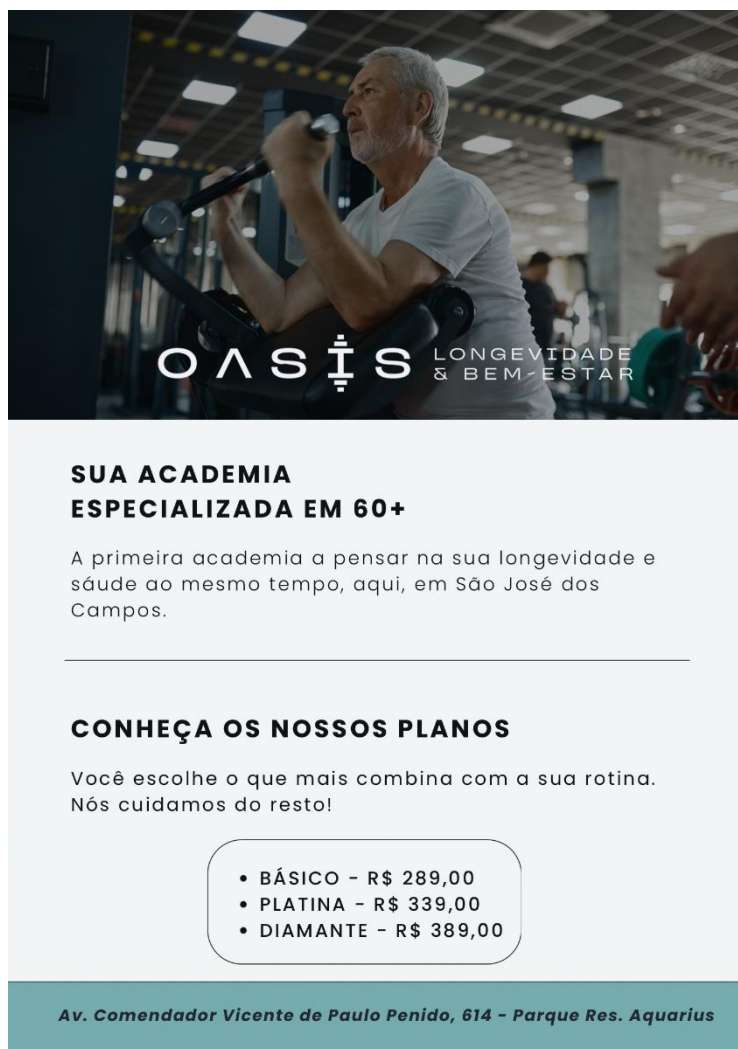 OASIS LONGEVIDADE
& BEM-ESTAR
SUA ACADEMIA
ESPECIALIZADA EM 60+
A primeira academia a pensar na sua longevidade e
sáude ao mesmo tempo, aqui, em São José dos
Campos.
CONHEÇA OS NOSSOS PLANOS
Você escolhe o que mais combina com a sua rotina.
Nós cuidamos do resto!
• BÁSICO - R$ 289,00
• PLATINA - R$ 339,00
• DIAMANTE - R$ 389,00
Av. Comendador Vicente de Paulo Penido, 614 - Parque Res. Aquarius